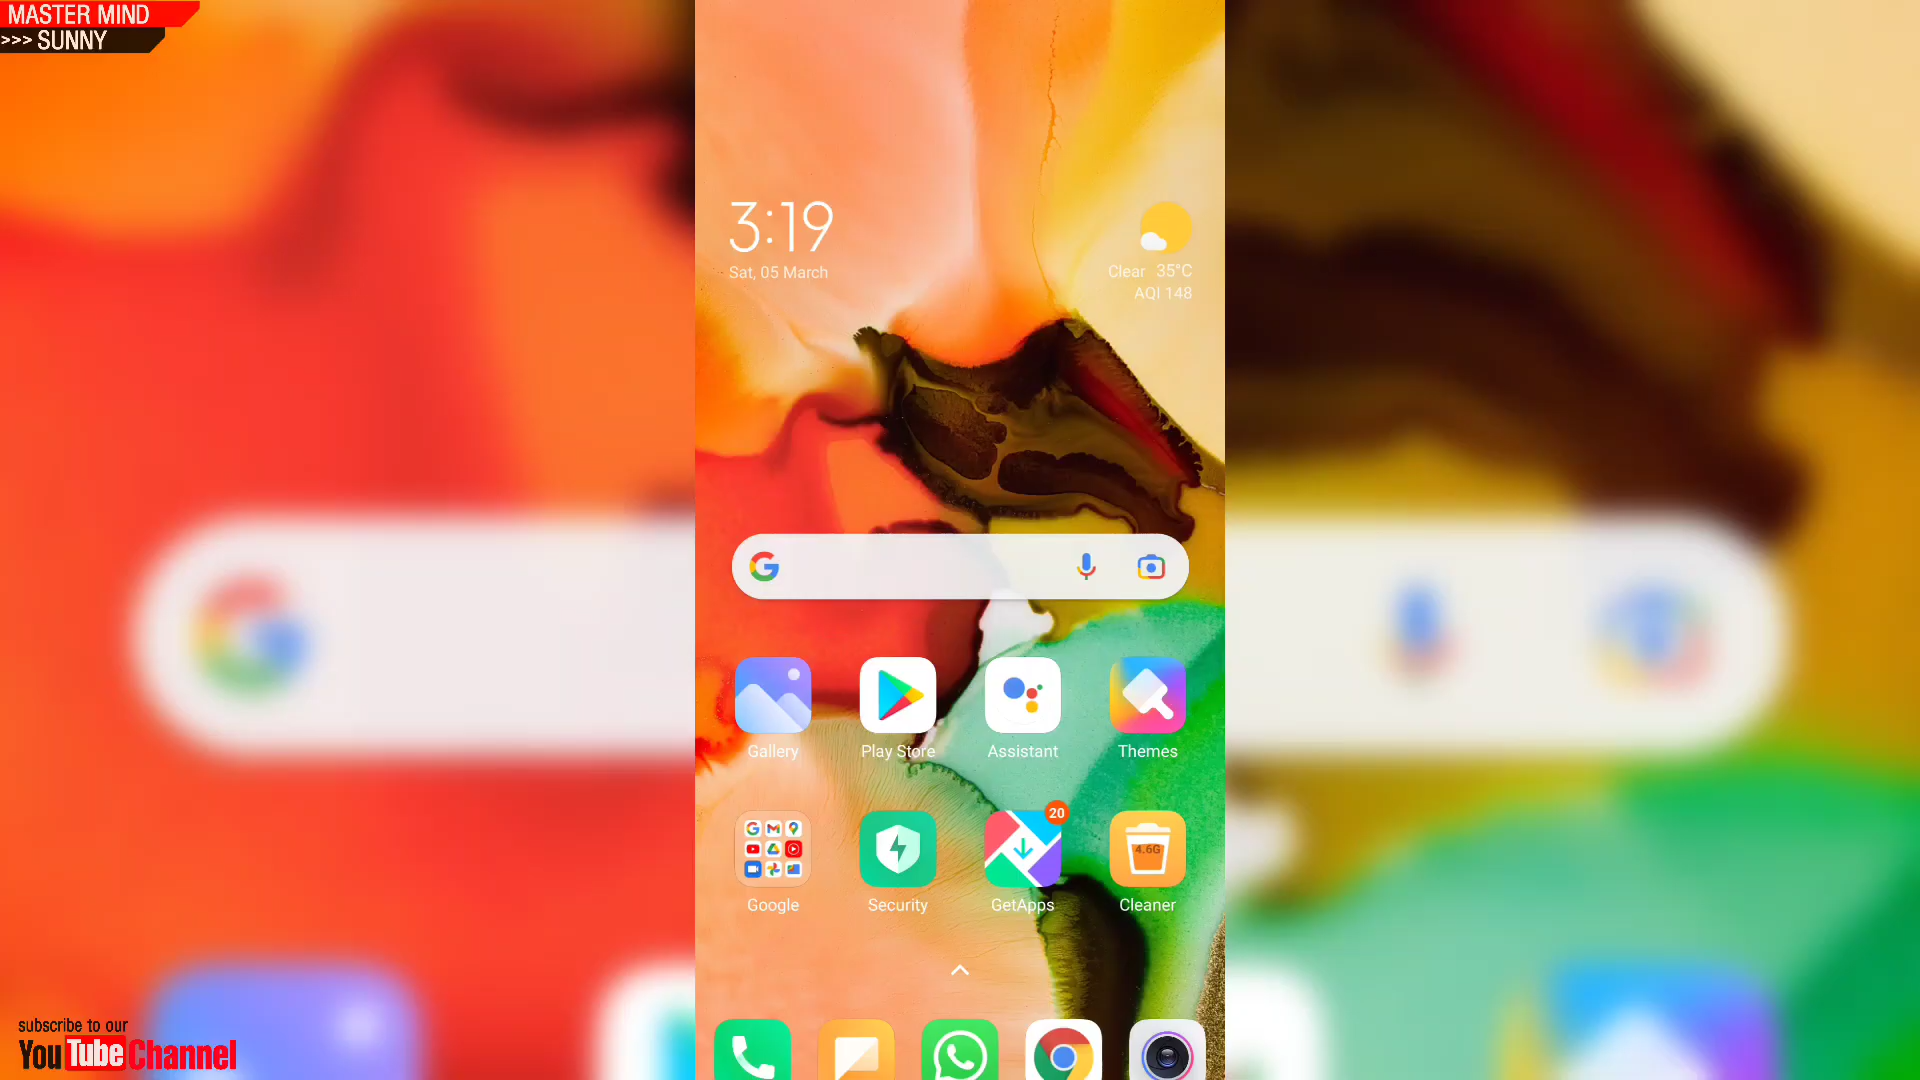 MASTER MIND
>>> SUNNY
3:19
Sat, 05 March
Clear 35°C
AQI 148
Gallery
Play Store
Assistant
Themes
20
4.6G
Google
Security
GetApps
Cleaner
subscribe to our
YouTube Channel